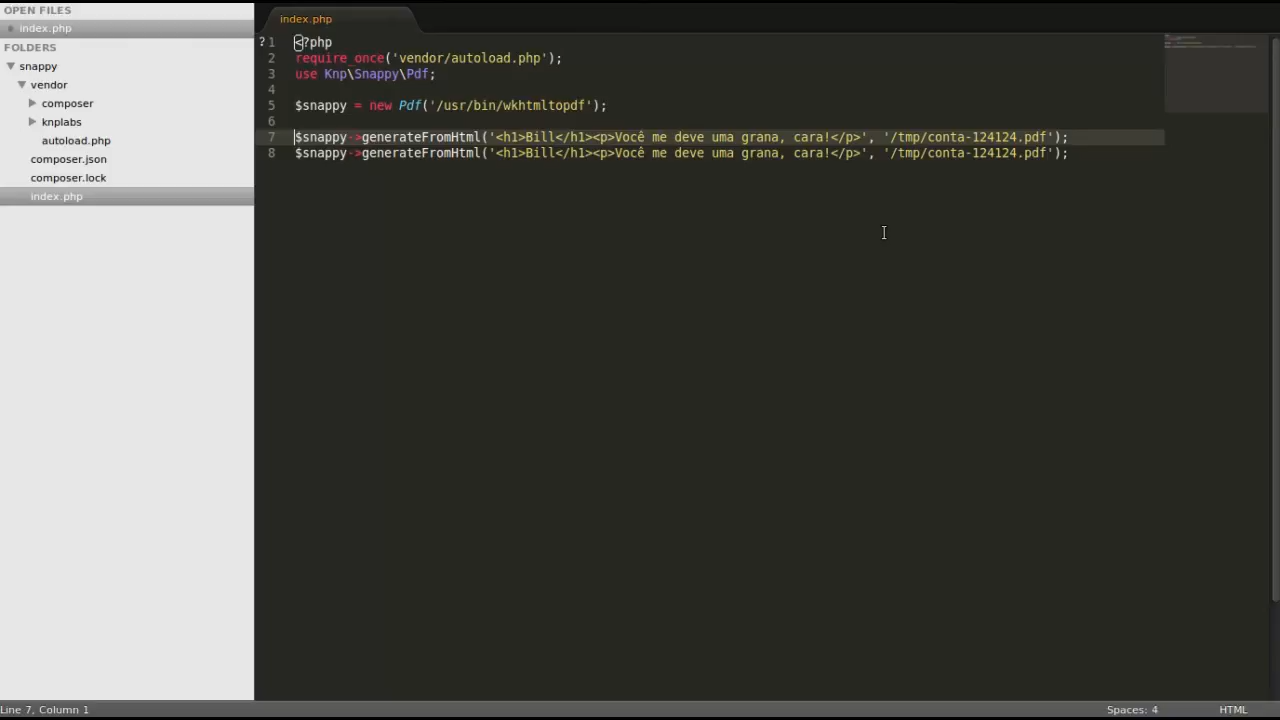 OPEN FILES
index.php
FOLDERS
snappy
vendor
composer
knplabs
autoload.php
composer.json
composer.lock
index.php
index.php
?1 <?php
2 require_once('vendor/autoload.php');
3 use Knp\Snappy\Pdf;
4
5 $snappy = new Pdf('/usr/bin/wkhtmltopdf');
6
7 $snappy->generateFromHtml('<h1>Bill</h1><p>Você me deve uma grana, cara!</p>', '/tmp/conta-124124.pdf');
8 $snappy->generateFromHtml('<h1>Bill</h1><p>Você me deve uma grana, cara!</p>', '/tmp/conta-124124.pdf');
Line 7, Column 1
Spaces: 4
HTML